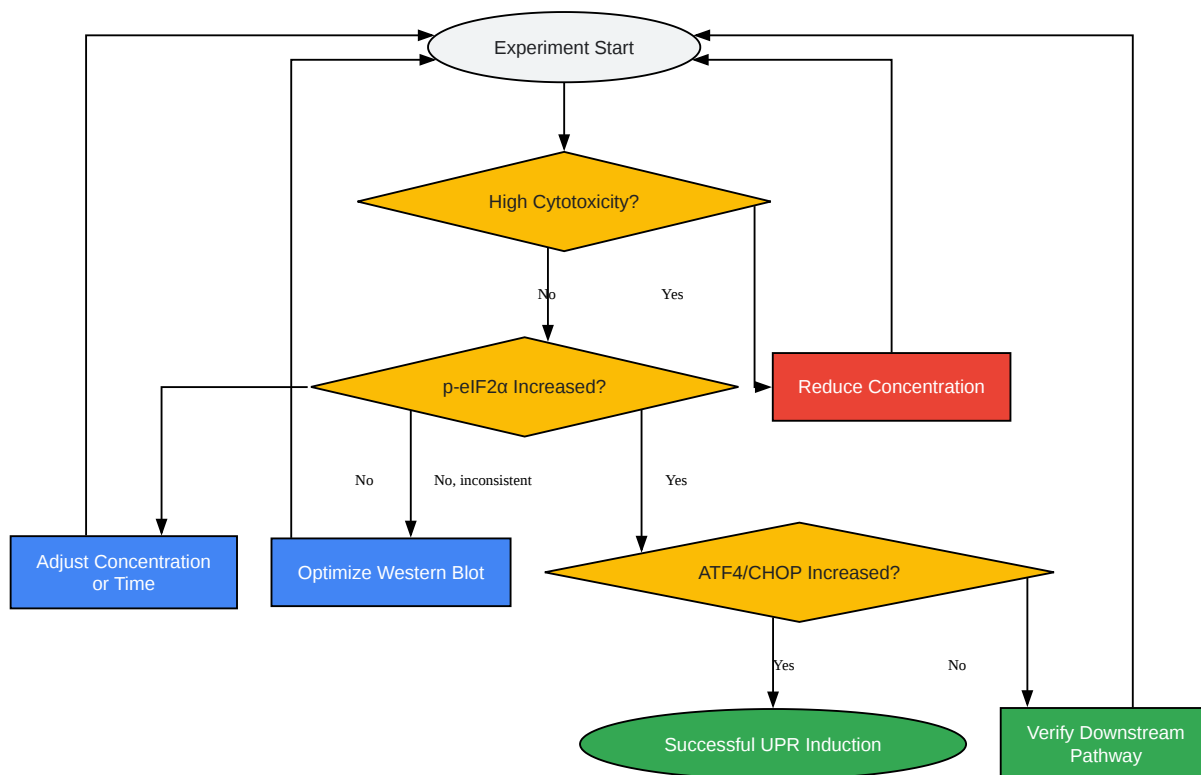 Experiment Start
High Cytotoxicity?
No
Yes
p-eIF2α Increased?
Reduce Concentration
No
No, inconsistent
Yes
Adjust Concentration
or Time
Optimize Western Blot
ATF4/CHOP Increased?
Yes
No
Successful UPR Induction
Verify Downstream
Pathway